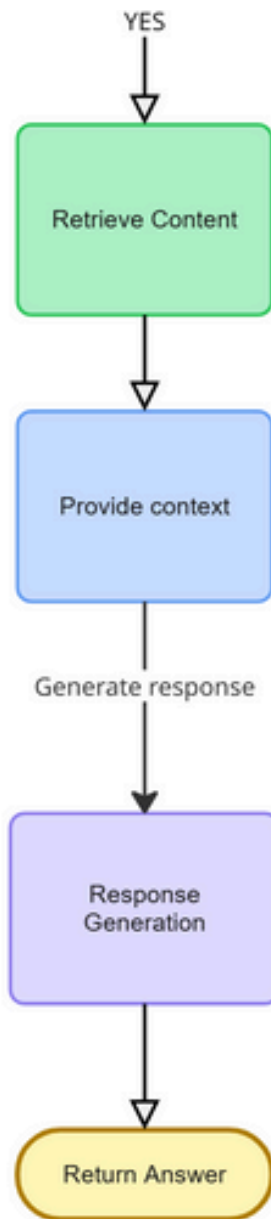 YES
Retrieve Content
Provide context
Generate response
Response
Generation
Return Answer